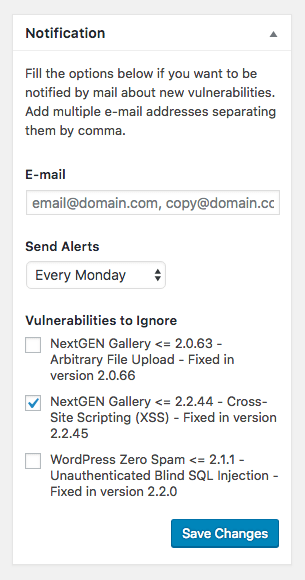 Notification
Fill the options below if you want to be
notified by mail about new vulnerabilities.
Add multiple e-mail addresses separating
them by comma.
E-mail
email@domain.com, copy@domain.cc
Send Alerts
Every Monday
Vulnerabilities to Ignore
NextGEN Gallery <= 2.0.63 -
Arbitrary File Upload - Fixed in
version 2.0.66
NextGEN Gallery <= 2.2.44 - Cross-
Site Scripting (XSS) - Fixed in version
2.2.45
WordPress Zero Spam <= 2.1.1 -
Unauthenticated Blind SQL Injection -
Fixed in version 2.2.0
Save Changes